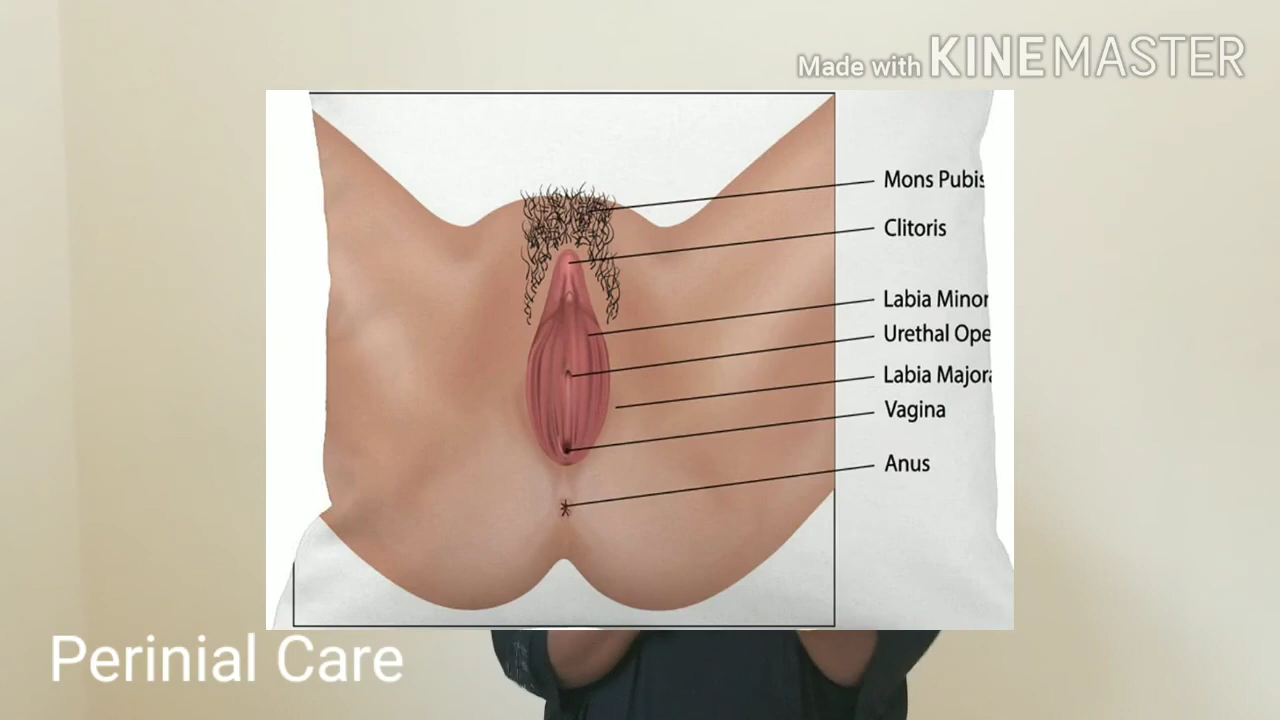 Made with KINEMASTER
Mons Pubis
Clitoris
Labia Minor
Urethal Ope
Labia Majora
Vagina
Anus
Perinial Care